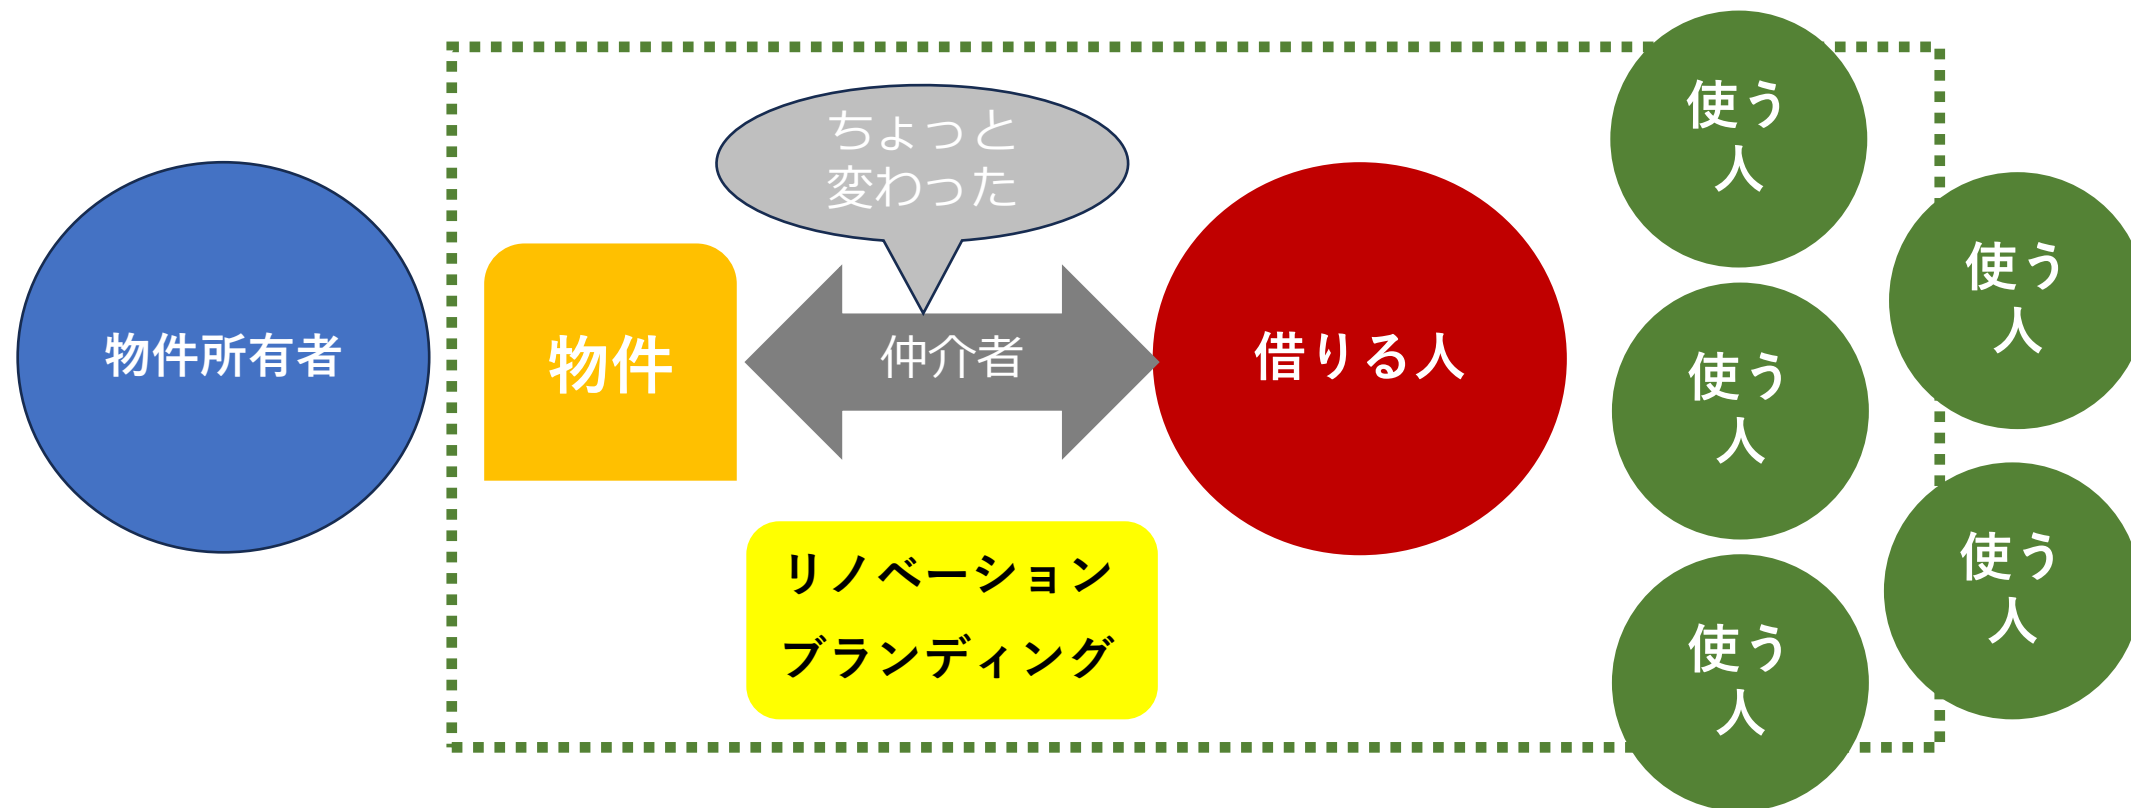 物件所有者
物件
ちょっと
変わった
仲介者
リノベーション
ブランディング
借りる人
使う
人
使う
人
使う
人
使う
人
使う
人